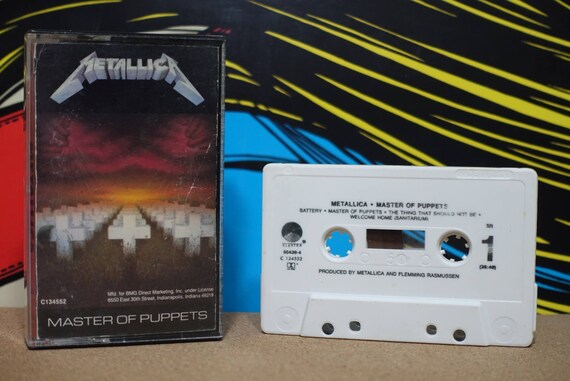 METALLICA
Mfd. for BMG Direct Marketing, Inc. under License
6550 East 30th Street, Indianapolis, Indiana 46219
C134552
MASTER OF PUPPETS
METALLICA • MASTER OF PUPPETS
BATTERY • MASTER OF PUPPETS • THE THING THAT SHOULD NOT BE •
WELCOME HOME (SANITARIUM)
ELEKTRA
60439-4
C 134552
1
PRODUCED BY METALLICA AND FLEMMING RASMUSSEN